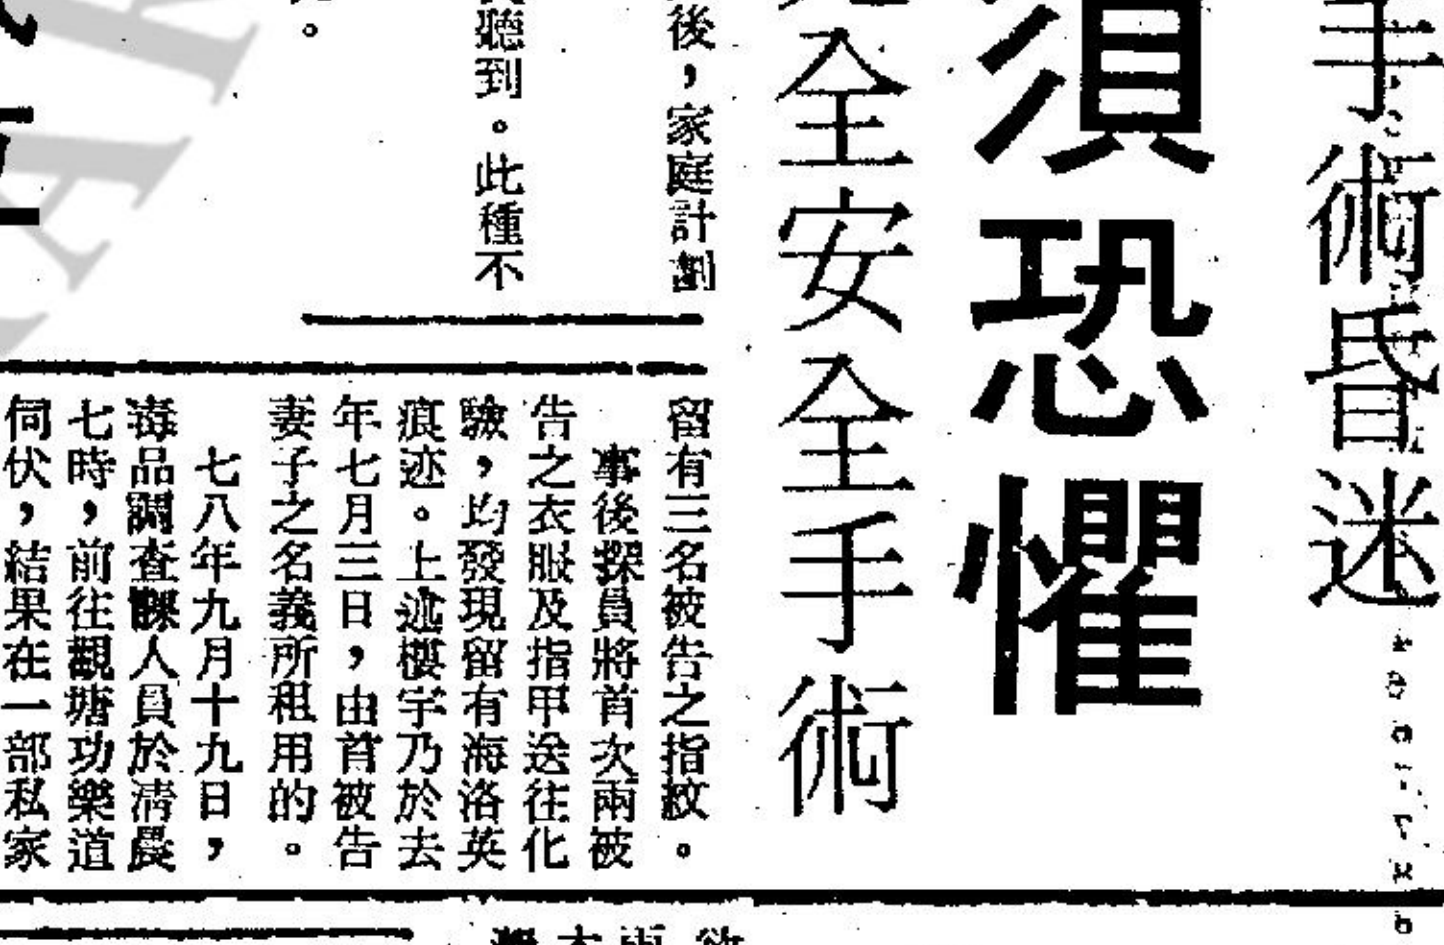 手術昏迷
須恐懼
全安全手術
後，家庭計劃
聽到。此種不
。
留有三名被告之指紋。
事後探員將首次兩被
告之衣服及指甲送往化
驗，均發現留有海洛英
痕迹。上述樓宇乃於去
年七月三日，由首被告
妻子之名義所租用的。
七八年九月十九日，
毒品調查課人員於清晨
七時，前往觀塘功樂道
伺伏，結果在一部私家